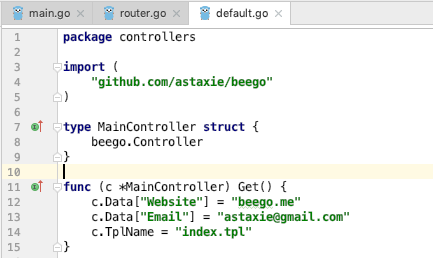 main.go router.go default.go
1 package controllers
2
3 import (
4 "github.com/astaxie/beego"
5 )
6
7 type MainController struct {
8 beego.Controller
9 }
10
11 func (c *MainController) Get() {
12 c.Data["Website"] = "beego.me"
13 c.Data["Email"] = "astaxie@gmail.com"
14 c.TplName = "index.tpl"
15 }